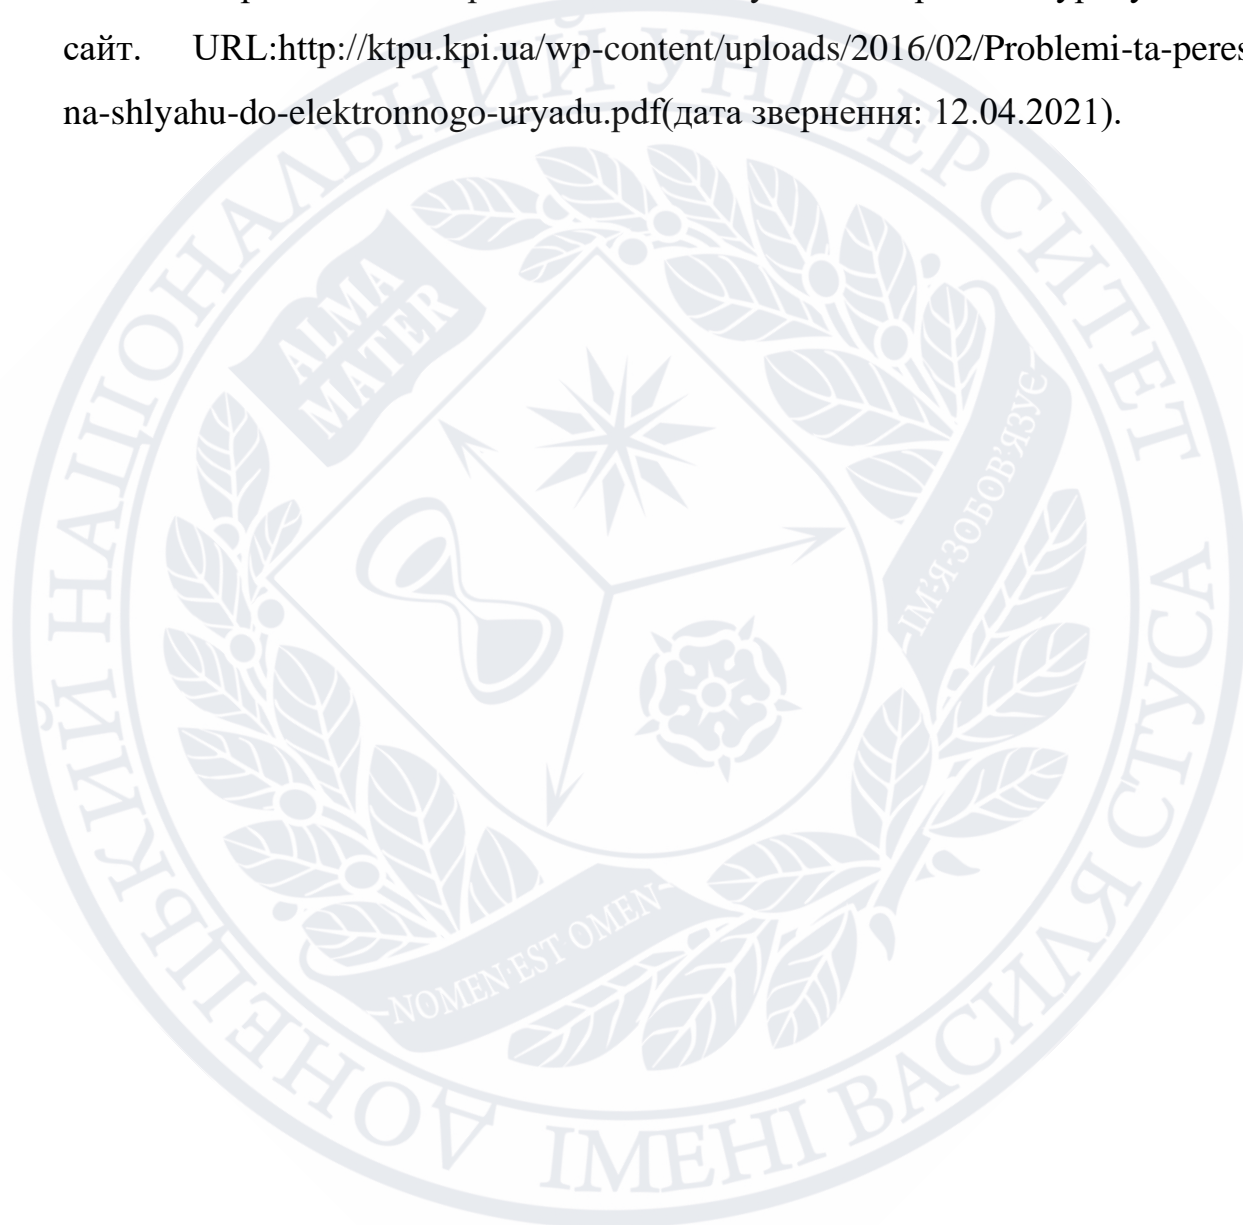 сайт. URL:http://ktpu.kpi.ua/wp-content/uploads/2016/02/Problemi-ta-peres
na-shlyahu-do-elektronnogo-uryadu.pdf(дата звернення: 12.04.2021).
ДОНЕЦЬКИЙ НАЦІОНАЛЬНИЙ УНІВЕРСИТЕТ
ІМЕНІ ВАСИЛЯ СТУСА
ALMA
MATER
ІМ'Я ЗОБОВ'ЯЗУЄ
NOMEN EST OMEN